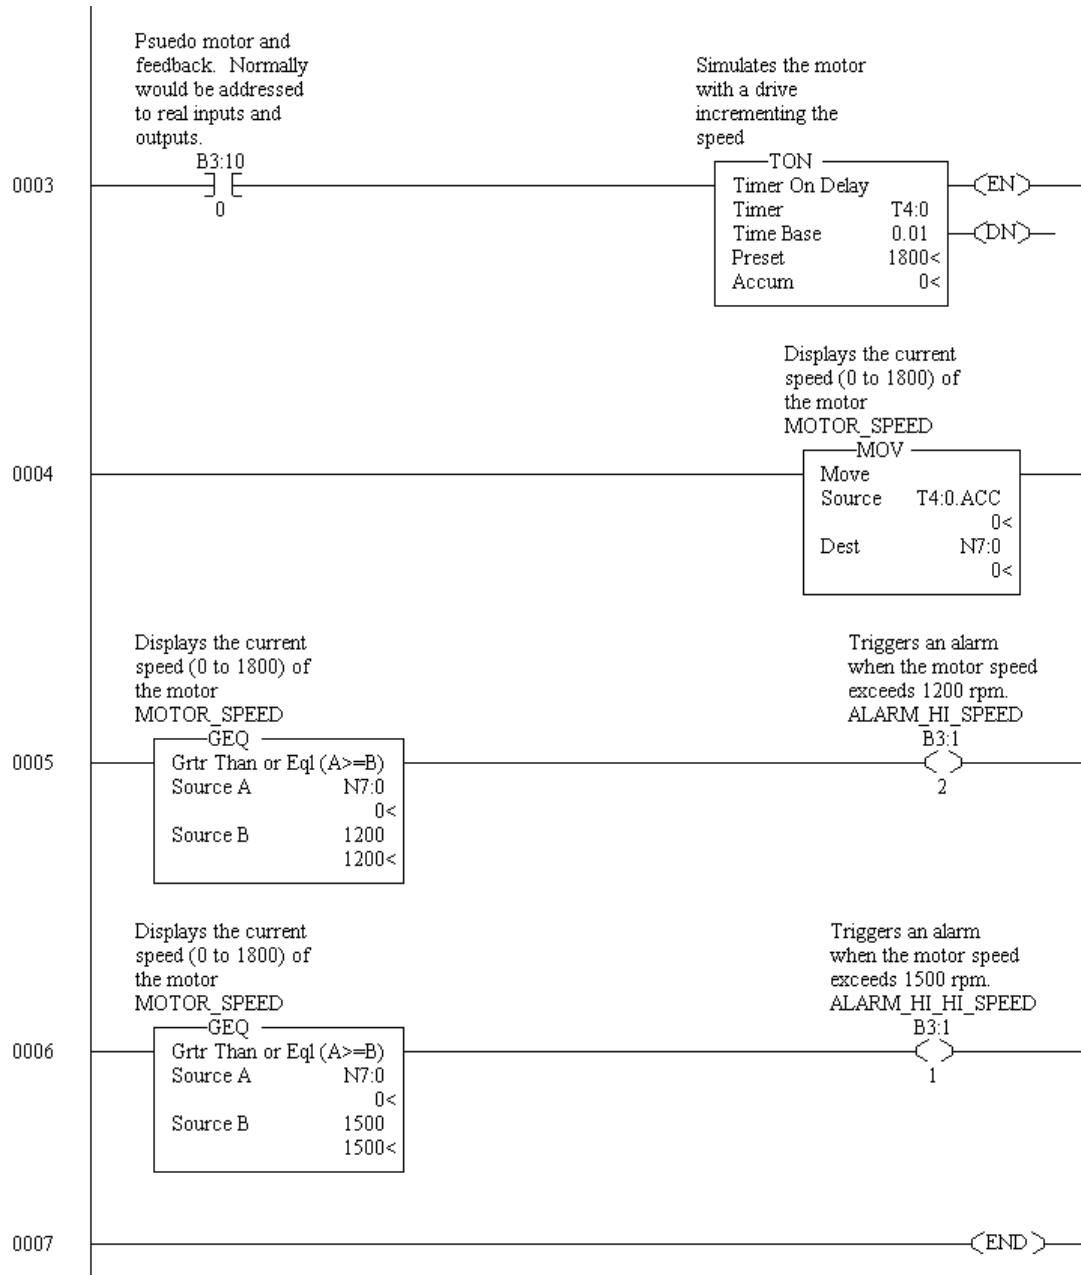 Psuedo motor and
feedback. Normally
would be addressed
to real inputs and
outputs.
B3:10
0
Simulates the motor
with a drive
incrementing the
speed
TON
0003
Timer On Delay
EN
Timer T4:0
Time Base 0.01
DN
Preset 1800<
Accum 0<
Displays the current
speed (0 to 1800) of
the motor
MOTOR_SPEED
MOV
0004
Move
Source T4:0.ACC
0<
Dest N7:0
0<
Displays the current
speed (0 to 1800) of
the motor
MOTOR_SPEED
GEQ
0005
Grtr Than or Eql (A>=B)
Source A N7:0
0<
Source B 1200
1200<
Triggers an alarm
when the motor speed
exceeds 1200 rpm.
ALARM_HI_SPEED
B3:1
2
Displays the current
speed (0 to 1800) of
the motor
MOTOR_SPEED
GEQ
0006
Grtr Than or Eql (A>=B)
Source A N7:0
0<
Source B 1500
1500<
Triggers an alarm
when the motor speed
exceeds 1500 rpm.
ALARM_HI_HI_SPEED
B3:1
1
0007
END